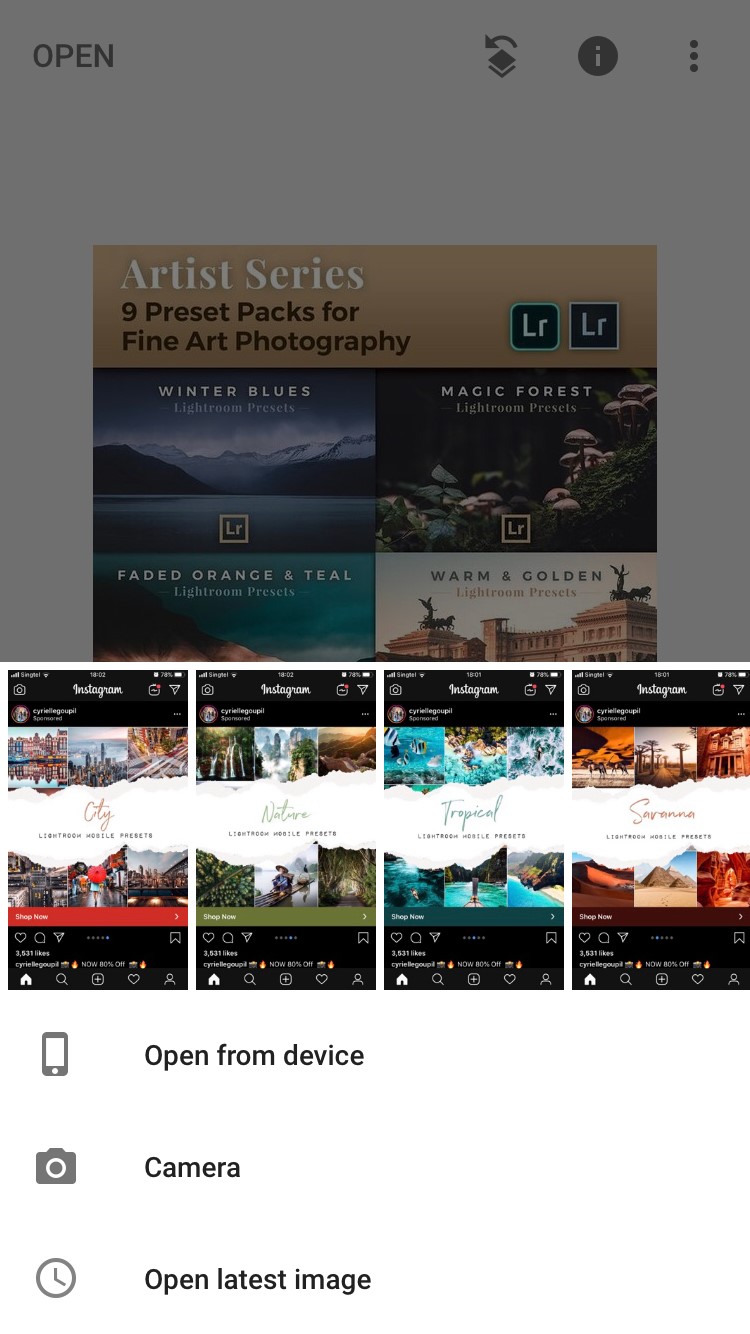 OPEN
Artist Series
9 Preset Packs for
Fine Art Photography
Lr
Lr
WINTER BLUES
Lightroom Presets
Lr
MAGIC FOREST
Lightroom Presets
Lr
FADED ORANGE & TEAL
Lightroom Presets
WARM & GOLDEN
Lightroom Presets
Singtel 18:02 78%
Instagram
cyriellegoupil
Sponsored
City
LIGHTROOM MOBILE PRESETS
Shop Now
3,531 likes
cyriellegoupil 📸🔥 NOW 80% Off 📸🔥
Singtel 18:02 78%
Instagram
cyriellegoupil
Sponsored
Nature
LIGHTROOM MOBILE PRESETS
Shop Now
3,531 likes
cyriellegoupil 📸🔥 NOW 80% Off 📸🔥
Singtel 18:01 78%
Instagram
cyriellegoupil
Sponsored
Tropical
LIGHTROOM MOBILE PRESETS
Shop Now
3,531 likes
cyriellegoupil 📸🔥 NOW 80% Off 📸🔥
Singtel 18:01 78%
Instagram
cyriellegoupil
Sponsored
Savanna
LIGHTROOM MOBILE PRESETS
Shop Now
3,531 likes
cyriellegoupil 📸🔥 NOW 80% Off 📸🔥
Open from device
Camera
Open latest image